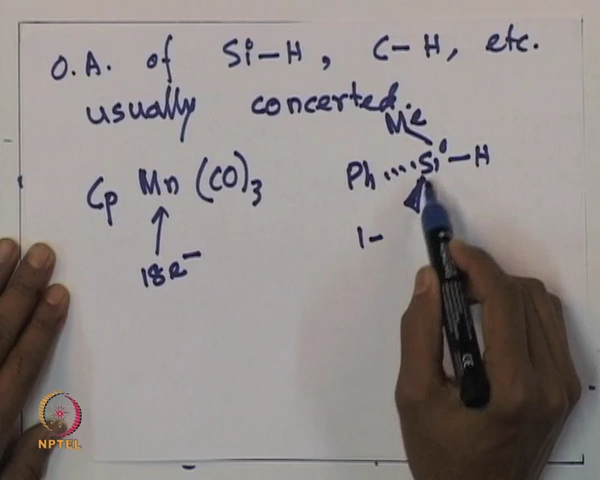 O.A. of Si-H, C-H, etc.
usually concerted.
Me
Cp Mn (CO)3 Ph Si-H
1-
18e-
NPTEL